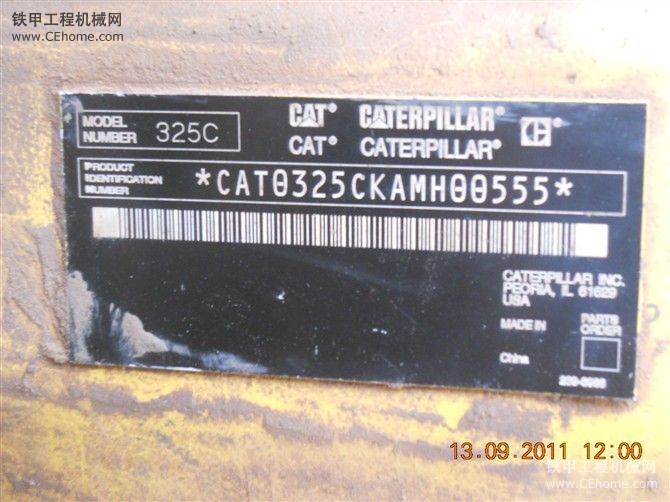 铁甲工程机械网
www.CEhome.com
MODEL NUMBER 325C
CAT® CATERPILLAR®
CAT® CATERPILLAR®
PRODUCT IDENTIFICATION NUMBER *CAT0325CKAMH00555*
CATERPILLAR INC.
PEORIA, IL 61629
USA
MADE IN
China
PARTS ORDER
13.09.2011 12:00
铁甲工程机械网
CEhome.com